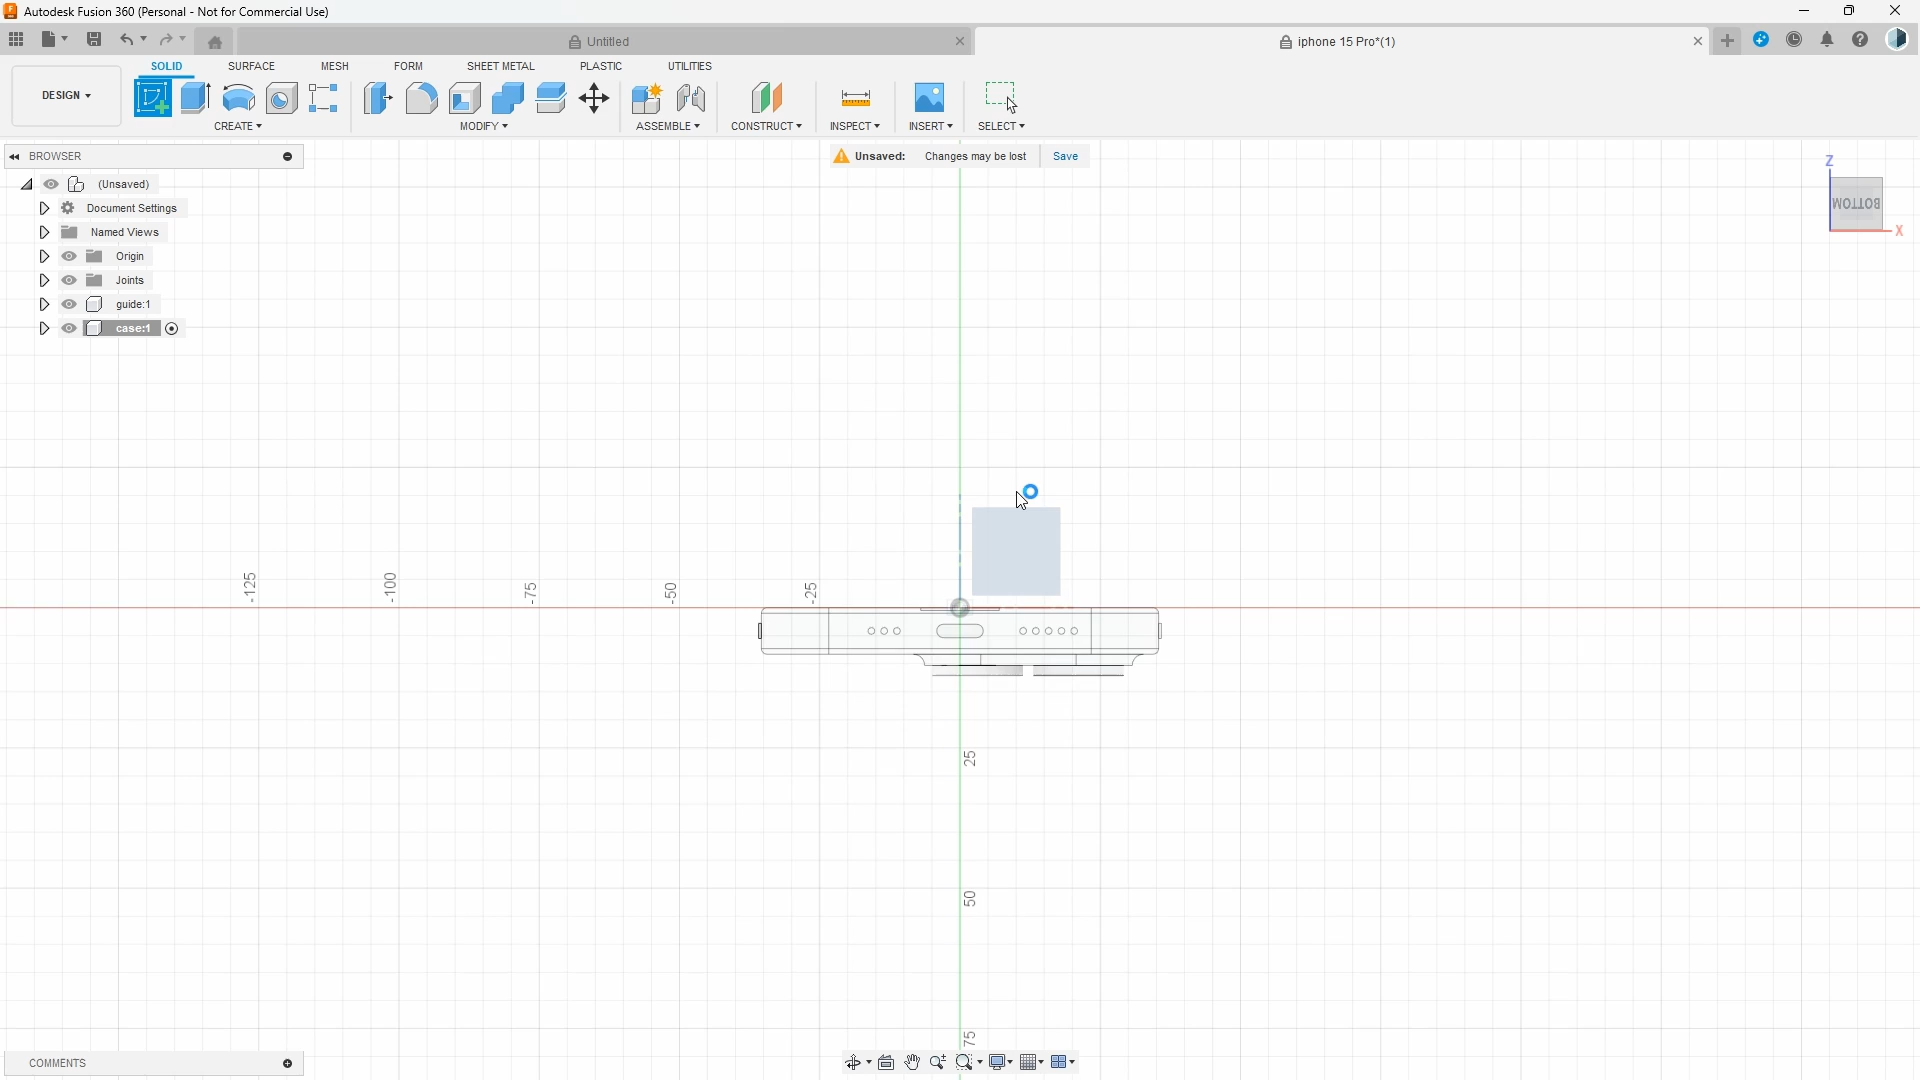 Autodesk Fusion 360 (Personal - Not for Commercial Use)
Untitled
iphone 15 Pro*(1)
SOLID SURFACE MESH FORM SHEET METAL PLASTIC UTILITIES
DESIGN
CREATE MODIFY ASSEMBLE CONSTRUCT INSPECT INSERT SELECT
BROWSER
Unsaved: Changes may be lost Save
(Unsaved)
Document Settings
Named Views
Origin
Joints
guide:1
case:1
Z
BOTTOM
X
-125
-100
-75
-50
-25
25
50
75
COMMENTS